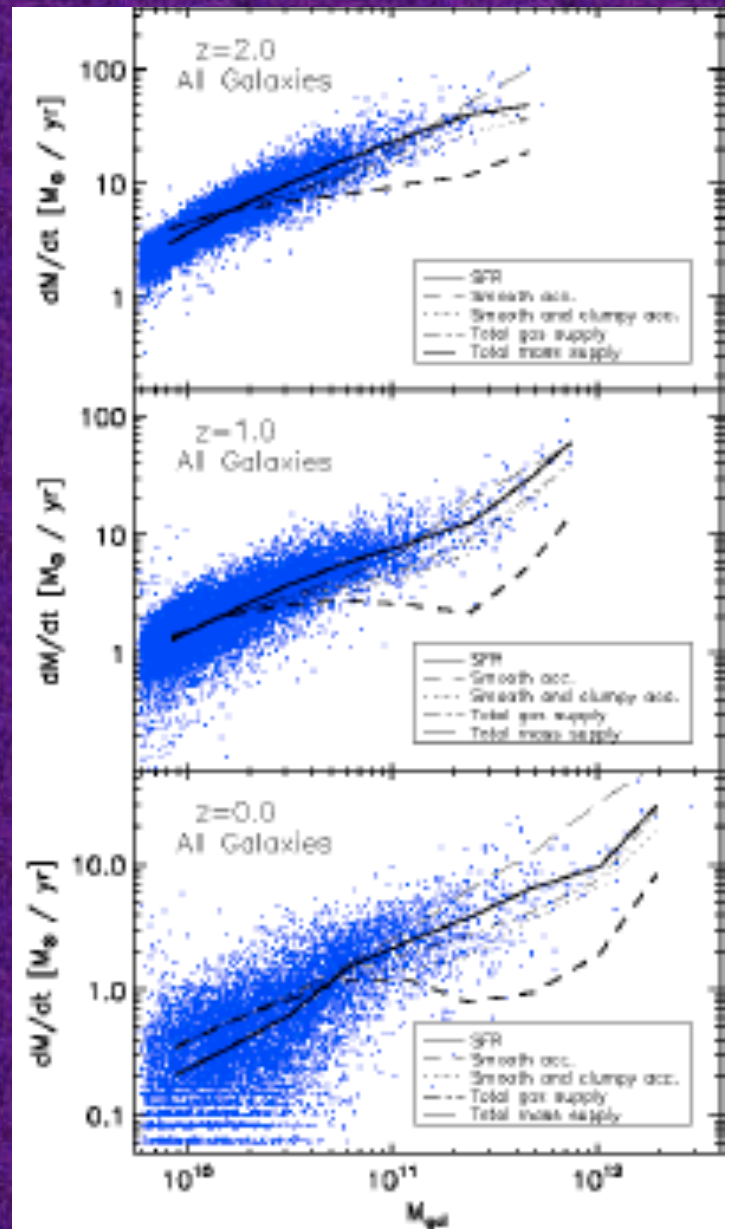 z=2.0
All Galaxies
dM/dt [M⊙ / yr]
100
10
1
SFR
Smooth acc.
Smooth and clumpy acc.
Total gas supply
Total mass supply
z=1.0
All Galaxies
dM/dt [M⊙ / yr]
100
10
1
SFR
Smooth acc.
Smooth and clumpy acc.
Total gas supply
Total mass supply
z=0.0
All Galaxies
dM/dt [M⊙ / yr]
10.0
1.0
0.1
SFR
Smooth acc.
Smooth and clumpy acc.
Total gas supply
Total mass supply
10¹⁰ 10¹¹ 10¹²
M_gal